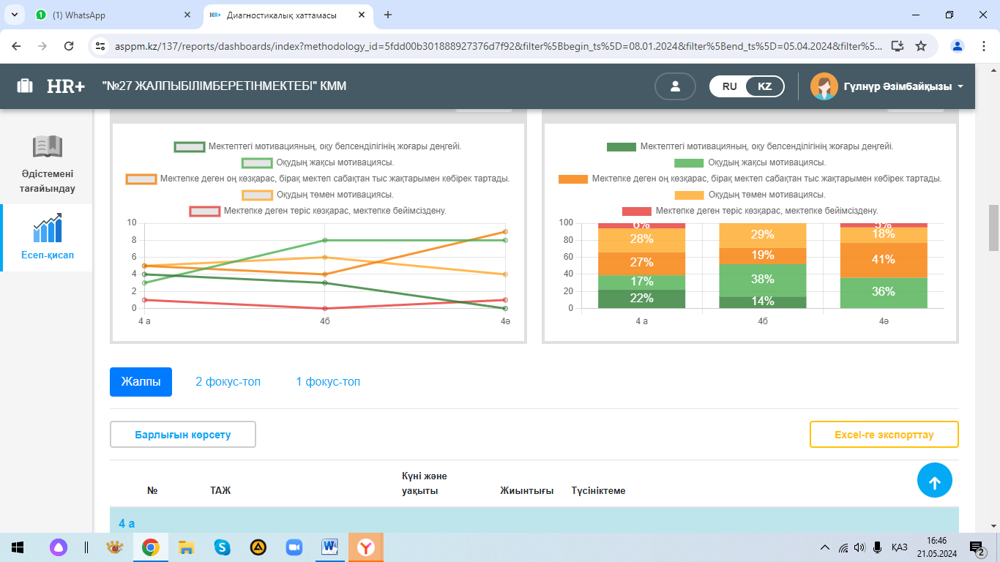 (1) WhatsApp
HR+ Диагностикалық хаттамасы
asppm.kz/137/reports/dashboards/index?methodology_id=5fdd00b301888927376d7f92&filter%5Bbegin_ts%5D=08.01.2024&filter%5Bend_ts%5D=05.04.2024&filter%5...
HR+
"№27 ЖАЛПЫБІЛІМБЕРЕТІНМЕКТЕБІ" КММ
RU KZ
Гүлнүр Әзімбайқызы
Әдістемені
тағайындау
Есеп-қисап
Мектептегі мотивацияның, оқу белсенділігінің жоғары деңгейі.
Оқудың жақсы мотивациясы.
Мектепке деген оң көзқарас, бірақ мектеп сабақтан тыс жақтарымен көбірек тартады.
Оқудың төмен мотивациясы.
Мектепке деген теріс көзқарас, мектепке бейімсіздену.
10
8
6
4
2
0
4 а 4б 4ә
Мектептегі мотивацияның, оқу белсенділігінің жоғары деңгейі.
Оқудың жақсы мотивациясы.
Мектепке деген оң көзқарас, бірақ мектеп сабақтан тыс жақтарымен көбірек тартады.
Оқудың төмен мотивациясы.
Мектепке деген теріс көзқарас, мектепке бейімсіздену.
100 6% 5%
80 28% 29% 18%
60 27% 19% 41%
40 17% 38% 36%
20 22% 14%
0
4 а 4б 4ә
Жалпы 2 фокус-топ 1 фокус-топ
Барлығын көрсету Excel-ге экспорттау
№ ТАЖ Күні және уақыты Жиынтығы Түсініктеме
4 а
16:46
ҚАЗ
21.05.2024
2